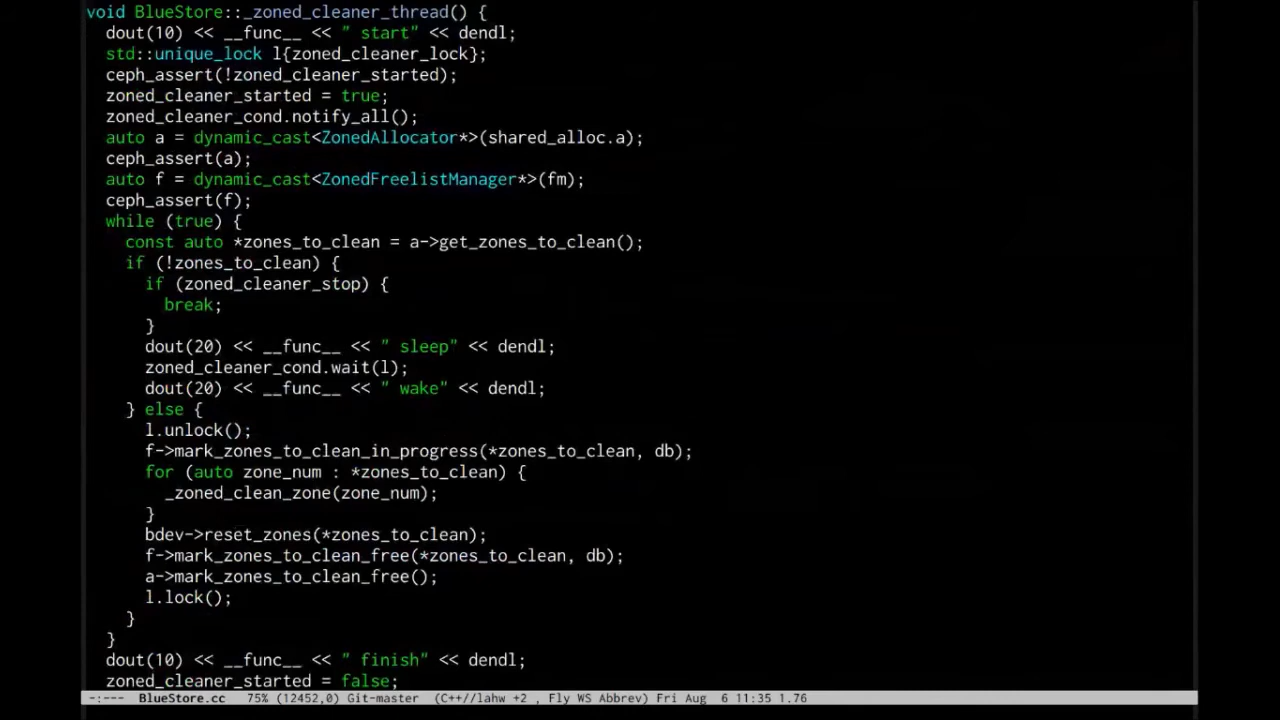 void BlueStore::_zoned_cleaner_thread() {
  dout(10) << __func__ << " start" << dendl;
  std::unique_lock l{zoned_cleaner_lock};
  ceph_assert(!zoned_cleaner_started);
  zoned_cleaner_started = true;
  zoned_cleaner_cond.notify_all();
  auto a = dynamic_cast<ZonedAllocator*>(shared_alloc.a);
  ceph_assert(a);
  auto f = dynamic_cast<ZonedFreelistManager*>(fm);
  ceph_assert(f);
  while (true) {
    const auto *zones_to_clean = a->get_zones_to_clean();
    if (!zones_to_clean) {
      if (zoned_cleaner_stop) {
        break;
      }
      dout(20) << __func__ << " sleep" << dendl;
      zoned_cleaner_cond.wait(l);
      dout(20) << __func__ << " wake" << dendl;
    } else {
      l.unlock();
      f->mark_zones_to_clean_in_progress(*zones_to_clean, db);
      for (auto zone_num : *zones_to_clean) {
        _zoned_clean_zone(zone_num);
      }
      bdev->reset_zones(*zones_to_clean);
      f->mark_zones_to_clean_free(*zones_to_clean, db);
      a->mark_zones_to_clean_free();
      l.lock();
    }
  }
  dout(10) << __func__ << " finish" << dendl;
  zoned_cleaner_started = false;
-:---  BlueStore.cc   75% (12452,0) Git-master  (C++//lahw +2 , Fly WS Abbrev) Fri Aug  6 11:35 1.76